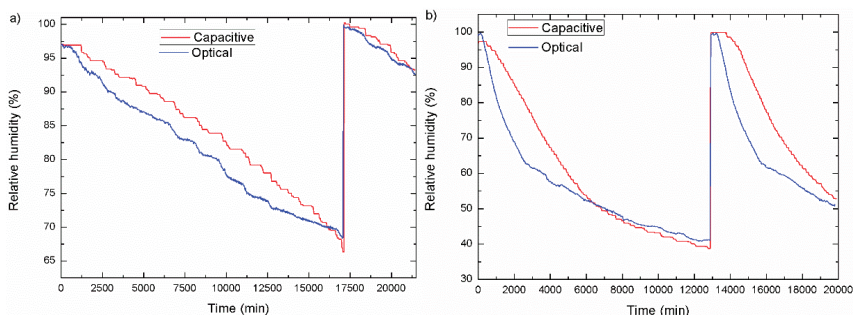 a)
Capacitive
Optical
Relative humidity (%)
100
95
90
85
80
75
70
65
0 2500 5000 7500 10000 12500 15000 17500 20000
Time (min)
b)
Capacitive
Optical
Relative humidity (%)
100
90
80
70
60
50
40
30
0 2000 4000 6000 8000 10000 12000 14000 16000 18000 20000
Time (min)